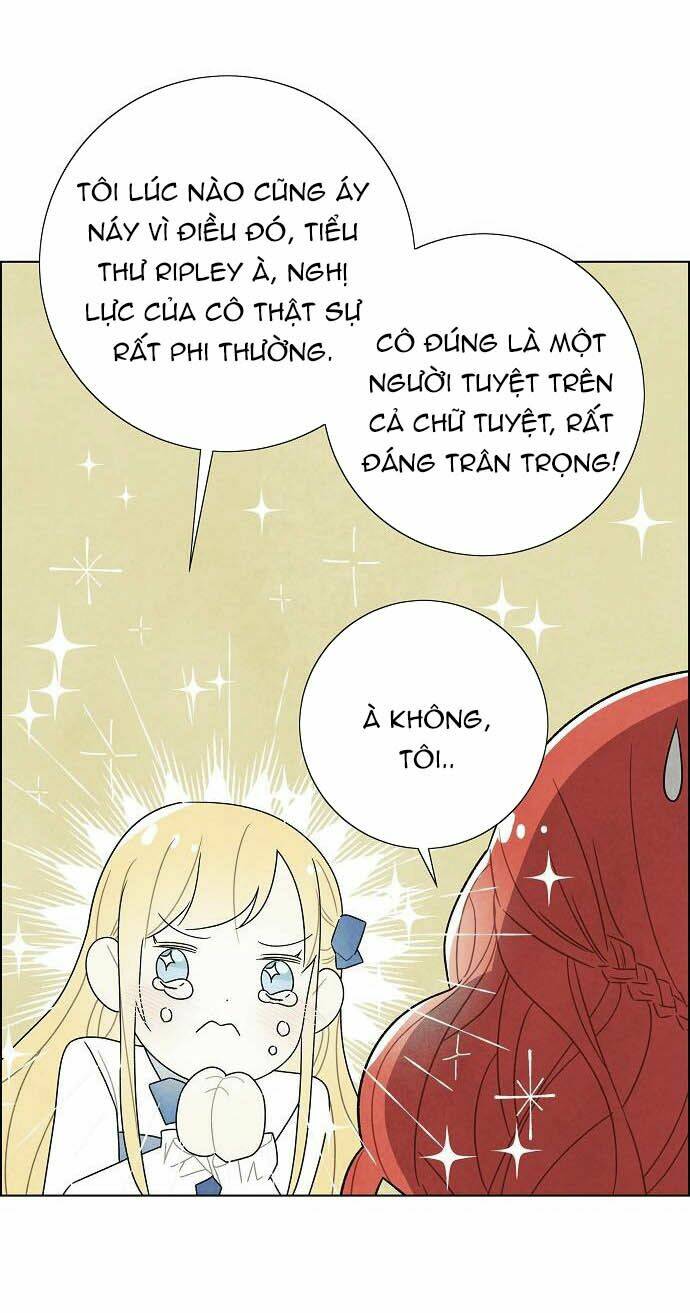 TÔI LÚC NÀO CŨNG ÁY
NÁY VÌ ĐIỀU ĐÓ, TIỂU
THƯ RIPLEY À, NGHỊ
LỰC CỦA CÔ THẬT SỰ
RẤT PHI THƯỜNG.
CÔ ĐÚNG LÀ MỘT
NGƯỜI TUYỆT TRÊN
CẢ CHỮ TUYỆT, RẤT
ĐÁNG TRÂN TRỌNG!
À KHÔNG,
TÔI..